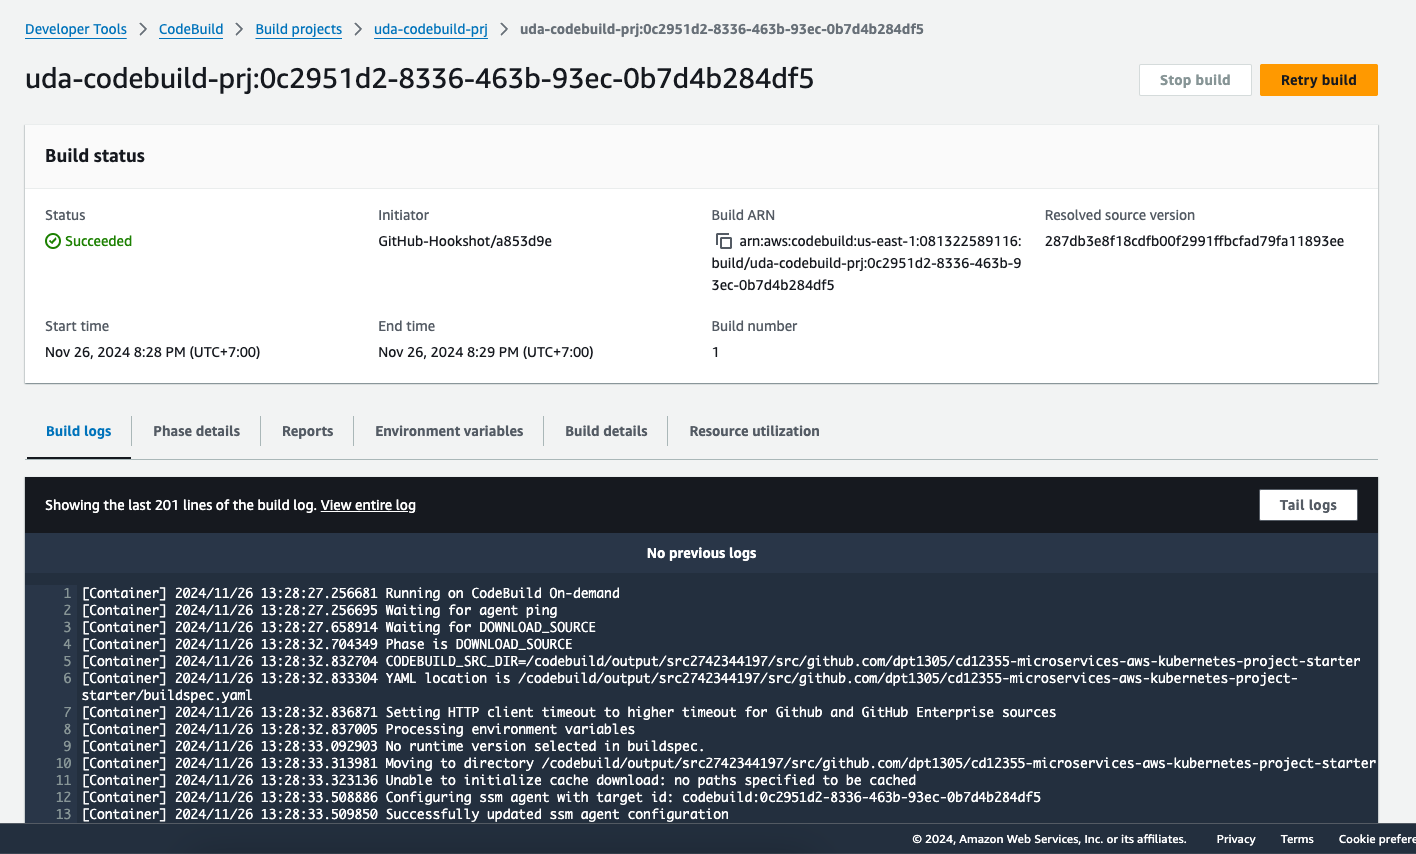 Developer Tools > CodeBuild > Build projects > uda-codebuild-prj > uda-codebuild-prj:0c2951d2-8336-463b-93ec-0b7d4b284df5
uda-codebuild-prj:0c2951d2-8336-463b-93ec-0b7d4b284df5
Stop build
Retry build
Build status
Status
Succeeded
Initiator
GitHub-Hookshot/a853d9e
Build ARN
arn:aws:codebuild:us-east-1:081322589116:
build/uda-codebuild-prj:0c2951d2-8336-463b-9
3ec-0b7d4b284df5
Resolved source version
287db3e8f18cdfb00f2991ffbcfad79fa11893ee
Start time
Nov 26, 2024 8:28 PM (UTC+7:00)
End time
Nov 26, 2024 8:29 PM (UTC+7:00)
Build number
1
Build logs
Phase details
Reports
Environment variables
Build details
Resource utilization
Showing the last 201 lines of the build log. View entire log
Tail logs
No previous logs
1 [Container] 2024/11/26 13:28:27.256681 Running on CodeBuild On-demand
2 [Container] 2024/11/26 13:28:27.256695 Waiting for agent ping
3 [Container] 2024/11/26 13:28:27.658914 Waiting for DOWNLOAD_SOURCE
4 [Container] 2024/11/26 13:28:32.704349 Phase is DOWNLOAD_SOURCE
5 [Container] 2024/11/26 13:28:32.832704 CODEBUILD_SRC_DIR=/codebuild/output/src2742344197/src/github.com/dpt1305/cd12355-microservices-aws-kubernetes-project-starter
6 [Container] 2024/11/26 13:28:32.833304 YAML location is /codebuild/output/src2742344197/src/github.com/dpt1305/cd12355-microservices-aws-kubernetes-project-
starter/buildspec.yaml
7 [Container] 2024/11/26 13:28:32.836871 Setting HTTP client timeout to higher timeout for Github and GitHub Enterprise sources
8 [Container] 2024/11/26 13:28:32.837005 Processing environment variables
9 [Container] 2024/11/26 13:28:33.092903 No runtime version selected in buildspec.
10 [Container] 2024/11/26 13:28:33.313981 Moving to directory /codebuild/output/src2742344197/src/github.com/dpt1305/cd12355-microservices-aws-kubernetes-project-starter
11 [Container] 2024/11/26 13:28:33.323136 Unable to initialize cache download: no paths specified to be cached
12 [Container] 2024/11/26 13:28:33.508886 Configuring ssm agent with target id: codebuild:0c2951d2-8336-463b-93ec-0b7d4b284df5
13 [Container] 2024/11/26 13:28:33.509850 Successfully updated ssm agent configuration
© 2024, Amazon Web Services, Inc. or its affiliates.
Privacy
Terms
Cookie prefere